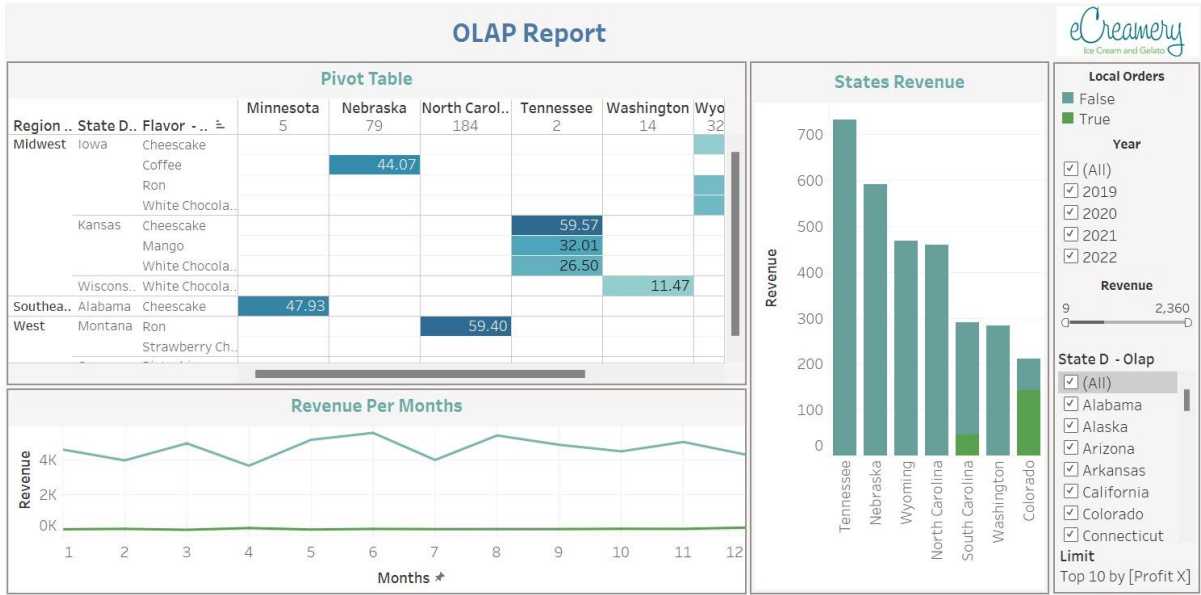 OLAP Report
eCreamery
Ice Cream and Gelato
Pivot Table
Minnesota Nebraska North Carol.. Tennessee Washington Wyo
Region .. State D.. Flavor - .. 5 79 184 2 14 32
Midwest Iowa Cheescake
Coffee 44.07
Ron
White Chocola..
Kansas Cheescake 59.57
Mango 32.01
White Chocola.. 26.50
Wiscons.. White Chocola.. 11.47
Southea.. Alabama Cheescake 47.93
West Montana Ron 59.40
Strawberry Ch..
Revenue Per Months
Revenue
4K
2K
0K
1 2 3 4 5 6 7 8 9 10 11 12
Months
States Revenue
Revenue
700
600
500
400
300
200
100
0
Tennessee
Nebraska
Wyoming
North Carolina
South Carolina
Washington
Colorado
Local Orders
False
True
Year
(All)
2019
2020
2021
2022
Revenue
9 2,360
State D - Olap
(All)
Alabama
Alaska
Arizona
Arkansas
California
Colorado
Connecticut
Limit
Top 10 by [Profit X]